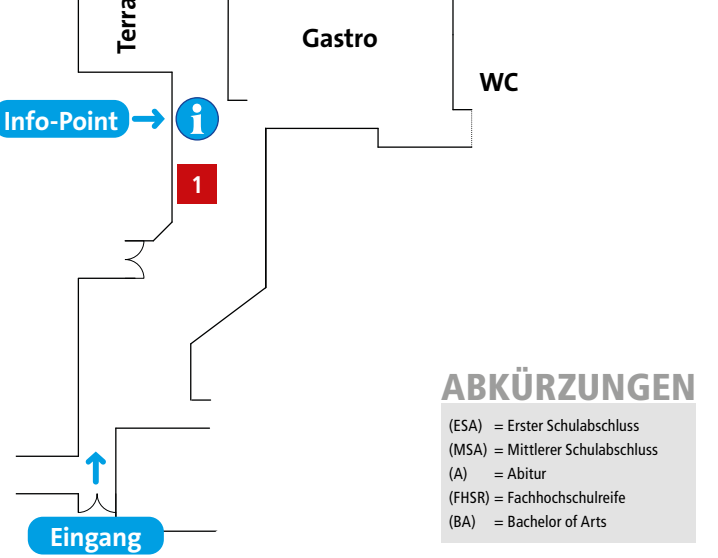 Terra
Gastro
WC
Info-Point
i
1
Eingang
ABKÜRZUNGEN
(ESA) = Erster Schulabschluss
(MSA) = Mittlerer Schulabschluss
(A) = Abitur
(FHSR) = Fachhochschulreife
(BA) = Bachelor of Arts